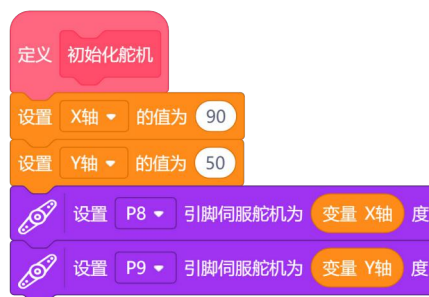 定义 初始化舵机
设置 X轴 的值为 90
设置 Y轴 的值为 50
设置 P8 引脚伺服舵机为 变量 X轴 度
设置 P9 引脚伺服舵机为 变量 Y轴 度